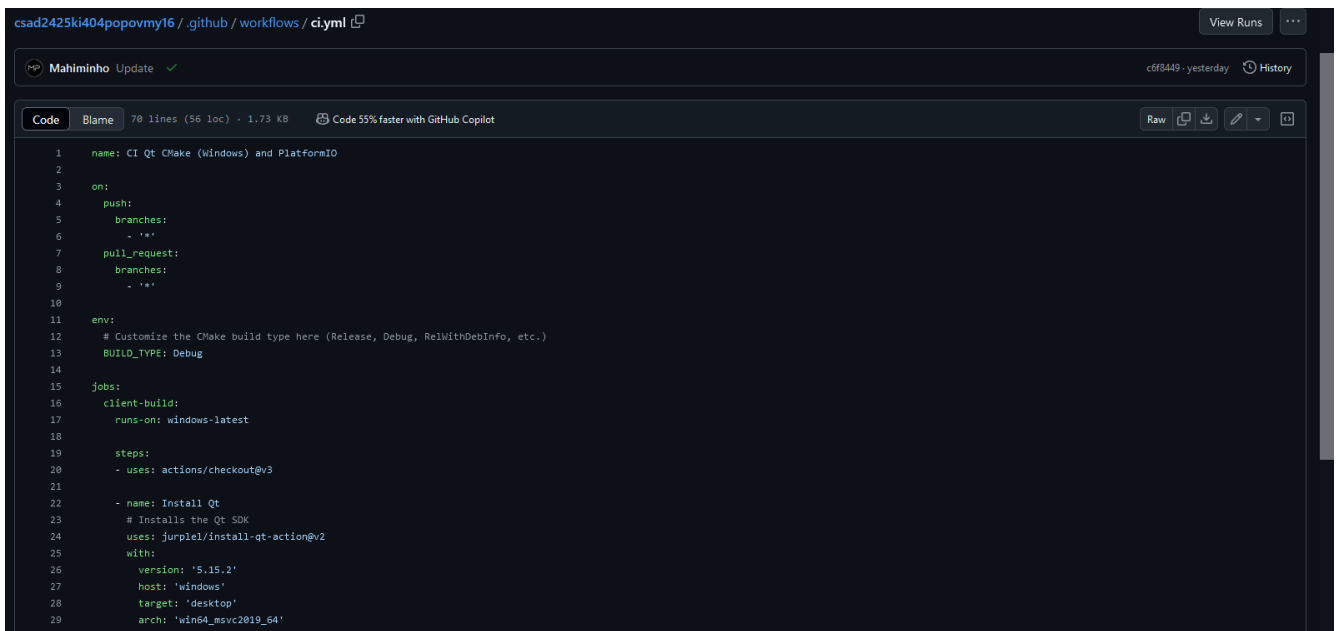 csad2425ki404popovmy16 / .github / workflows / ci.yml
View Runs
MP Mahiminho Update
c6f8449 · yesterday History
Code Blame 70 lines (56 loc) · 1.73 KB Code 55% faster with GitHub Copilot
Raw
1 name: CI Qt CMake (Windows) and PlatformIO
2
3 on:
4 push:
5 branches:
6 - '*'
7 pull_request:
8 branches:
9 - '*'
10
11 env:
12 # Customize the CMake build type here (Release, Debug, RelWithDebInfo, etc.)
13 BUILD_TYPE: Debug
14
15 jobs:
16 client-build:
17 runs-on: windows-latest
18
19 steps:
20 - uses: actions/checkout@v3
21
22 - name: Install Qt
23 # Installs the Qt SDK
24 uses: jurplel/install-qt-action@v2
25 with:
26 version: '5.15.2'
27 host: 'windows'
28 target: 'desktop'
29 arch: 'win64_msvc2019_64'